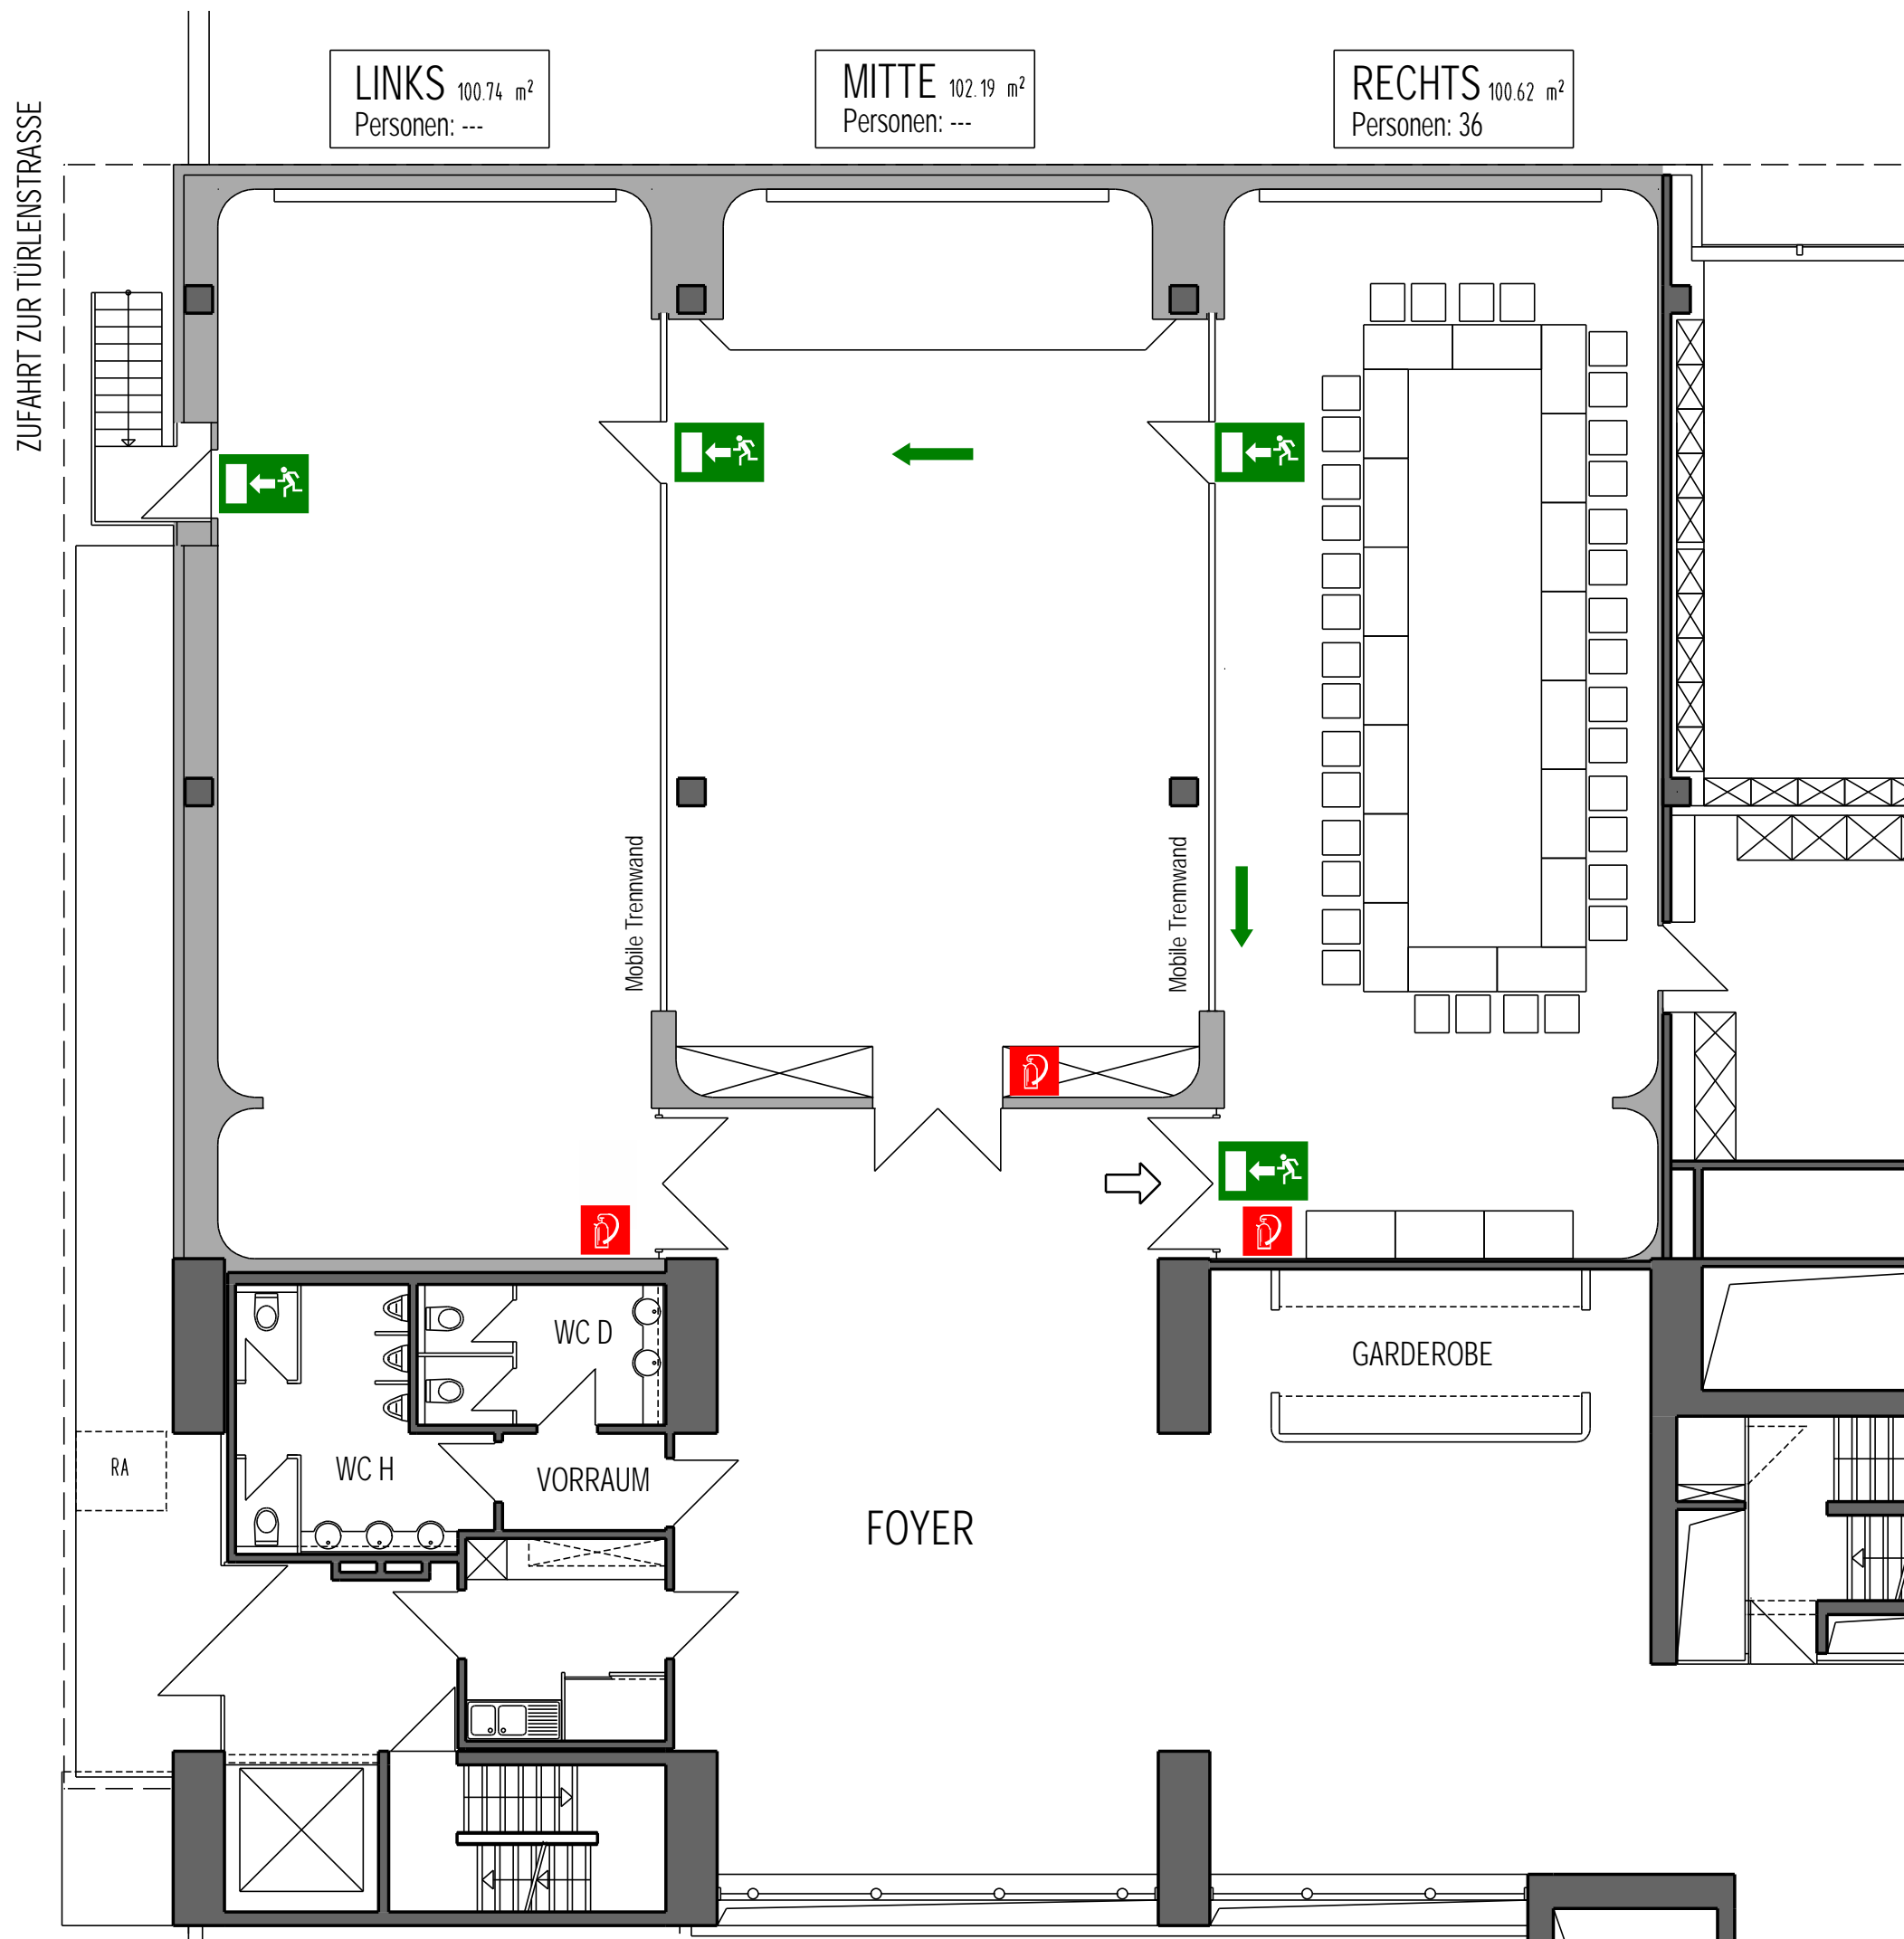 LINKS 100.74 m²
Personen: ---
MITTE 102.19 m²
Personen: ---
RECHTS 100.62 m²
Personen: 36
ZUFAHRT ZUR TÜRLENSTRASSE
Mobile Trennwand
Mobile Trennwand
WC D
GARDEROBE
RA
WC H
VORRAUM
FOYER